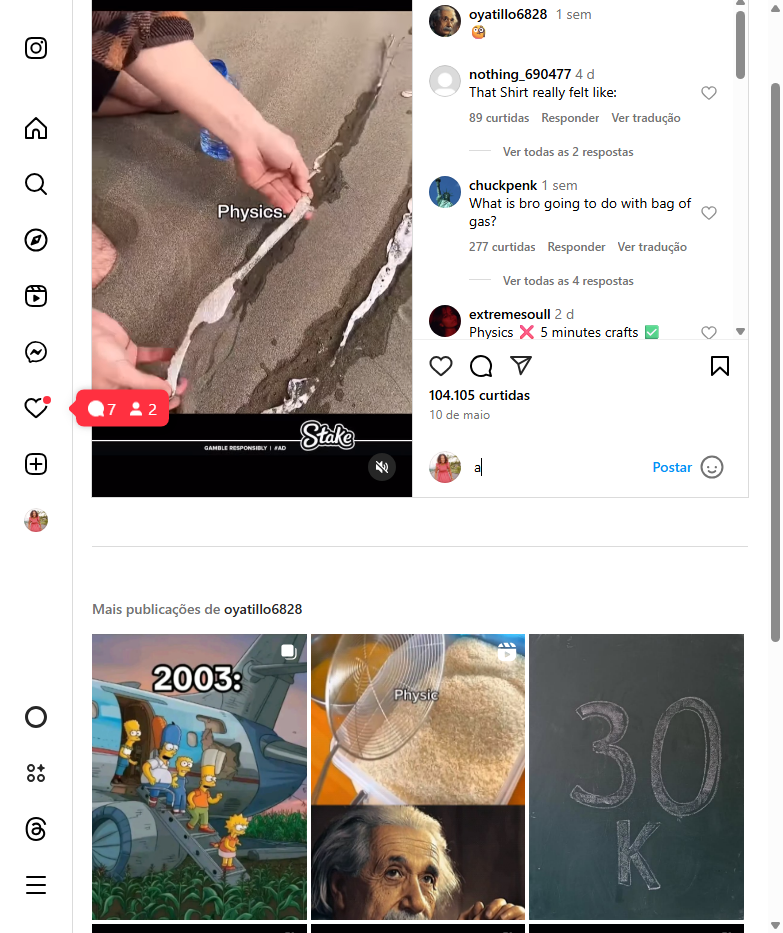 oyatillo6828 1 sem
nothing_690477 4 d
That Shirt really felt like:
89 curtidas Responder Ver tradução
Ver todas as 2 respostas
chuckpenk 1 sem
What is bro going to do with bag of
gas?
277 curtidas Responder Ver tradução
Ver todas as 4 respostas
extremesoull 2 d
Physics ❌ 5 minutes crafts ✅
Physics.
104.105 curtidas
10 de maio
7 2
Stake
GAMBLE RESPONSIBLY | #AD
a
Postar
Mais publicações de oyatillo6828
2003:
Physic
30
K